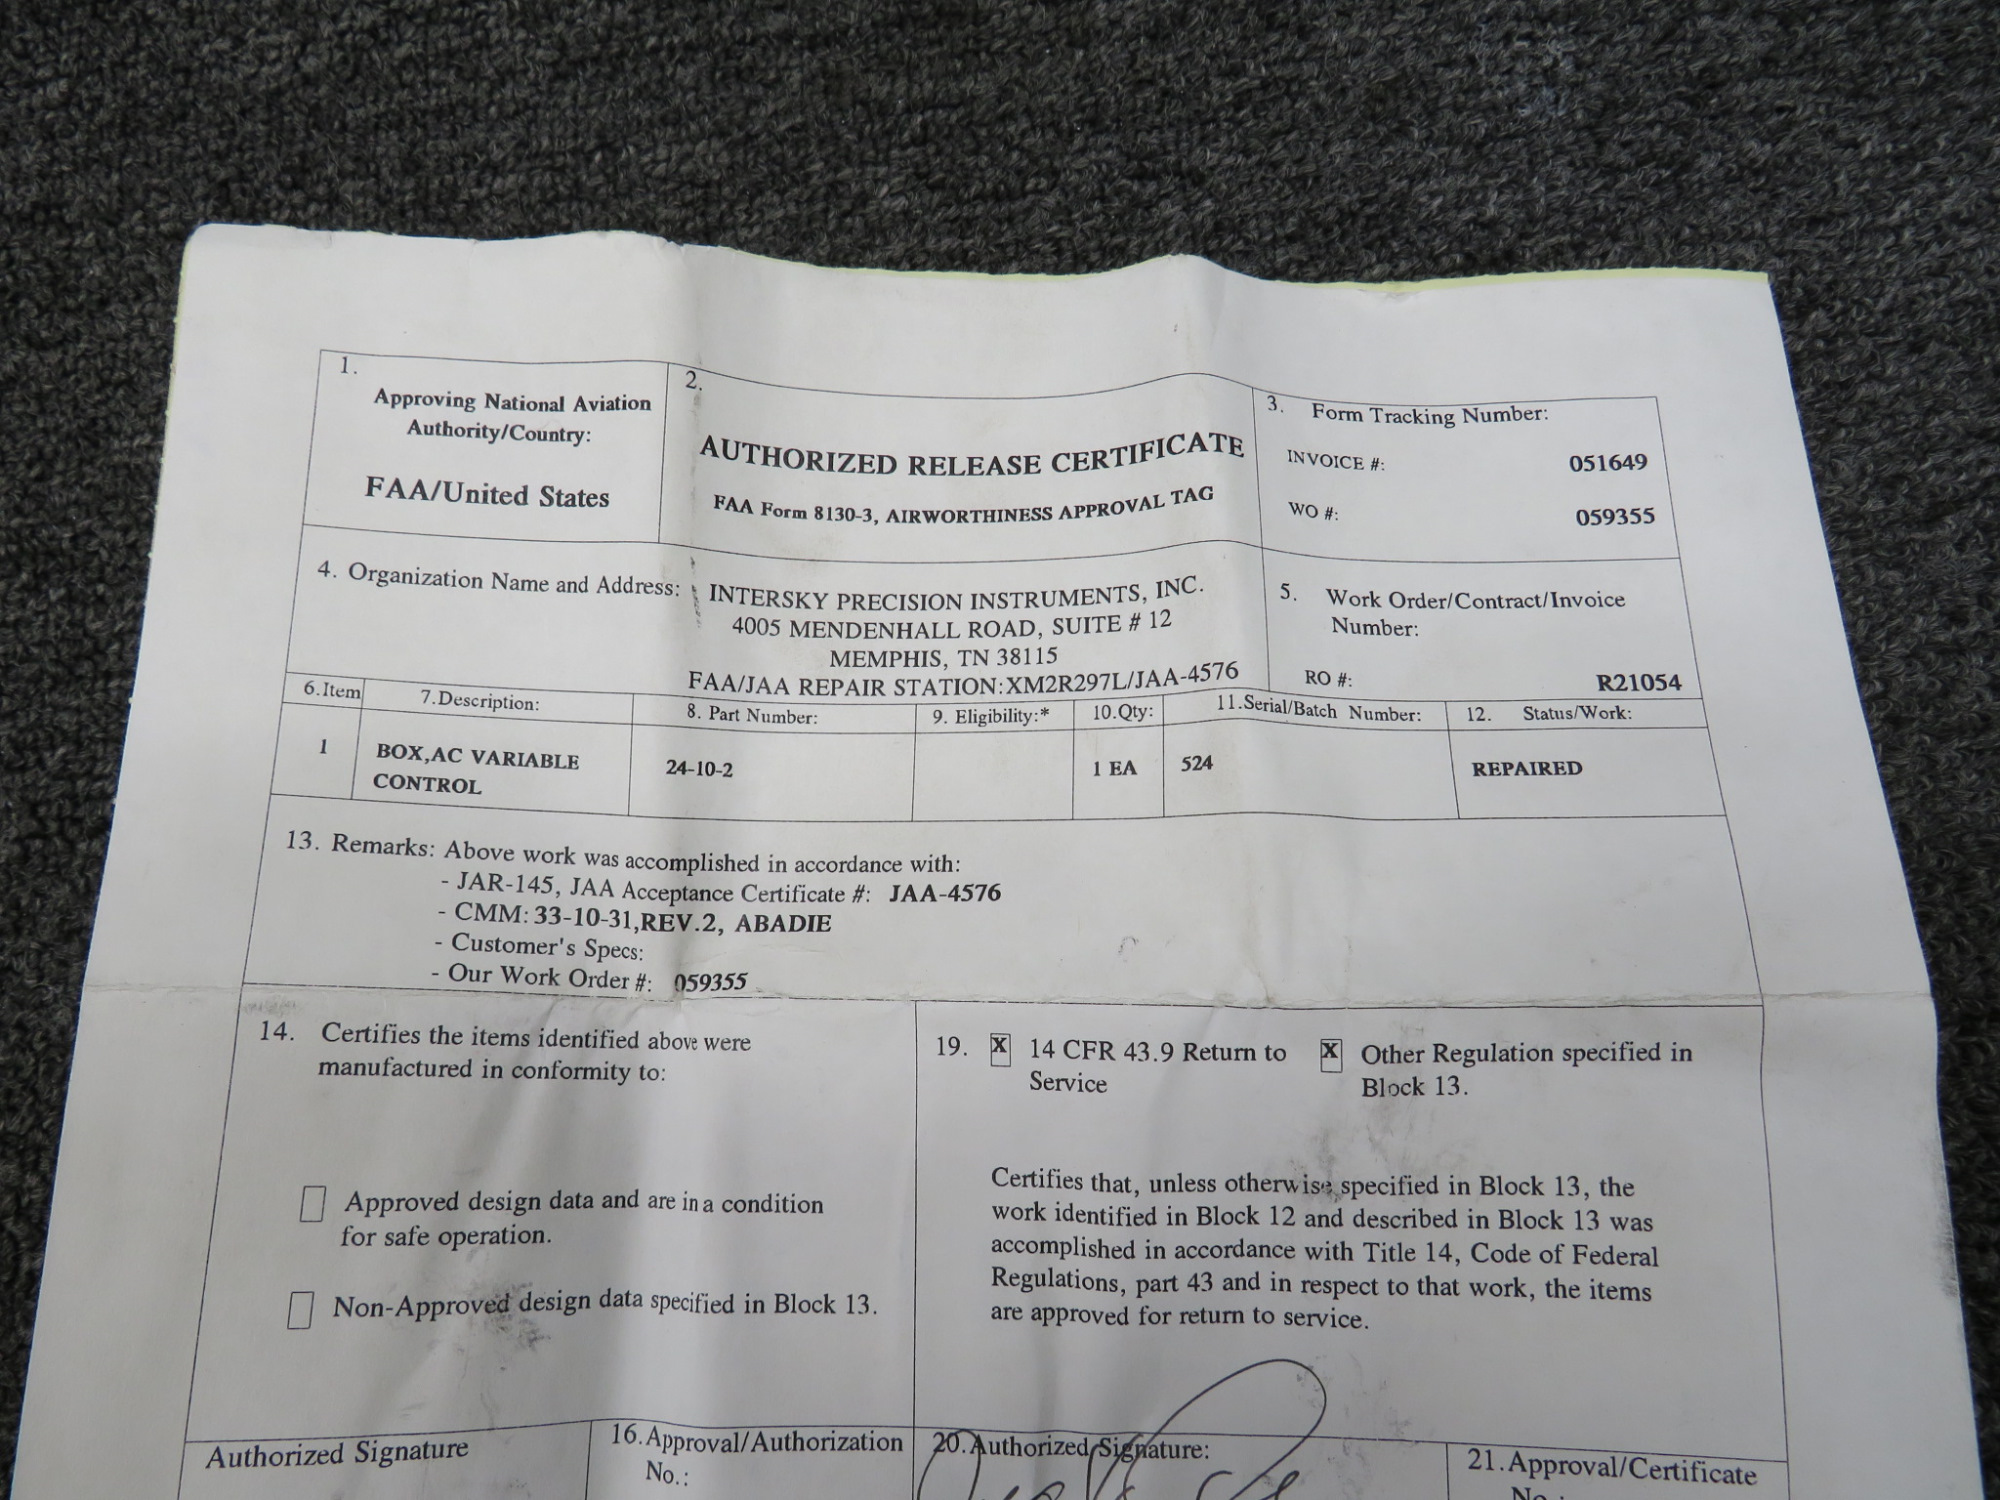 1.
Approving National Aviation
Authority/Country:
FAA/United States
2.
AUTHORIZED RELEASE CERTIFICATE
FAA Form 8130-3, AIRWORTHINESS APPROVAL TAG
3. Form Tracking Number:
INVOICE #: 051649
WO #: 059355
4. Organization Name and Address:
INTERSKY PRECISION INSTRUMENTS, INC.
4005 MENDENHALL ROAD, SUITE # 12
MEMPHIS, TN 38115
FAA/JAA REPAIR STATION:XM2R297L/JAA-4576
5. Work Order/Contract/Invoice
Number:
RO #: R21054
6.Item 7.Description: 8. Part Number: 9. Eligibility:* 10.Qty: 11.Serial/Batch Number: 12. Status/Work:
1 BOX,AC VARIABLE 24-10-2 1 EA 524 REPAIRED
CONTROL
13. Remarks: Above work was accomplished in accordance with:
- JAR-145, JAA Acceptance Certificate #: JAA-4576
- CMM: 33-10-31,REV.2, ABADIE
- Customer's Specs:
- Our Work Order #: 059355
14. Certifies the items identified above were
manufactured in conformity to:
Approved design data and are in a condition
for safe operation.
Non-Approved design data specified in Block 13.
19. X 14 CFR 43.9 Return to
Service
X Other Regulation specified in
Block 13.
Certifies that, unless otherwise specified in Block 13, the
work identified in Block 12 and described in Block 13 was
accomplished in accordance with Title 14, Code of Federal
Regulations, part 43 and in respect to that work, the items
are approved for return to service.
Authorized Signature
16.Approval/Authorization
No.:
20.Authorized Signature:
21.Approval/Certificate
No.: